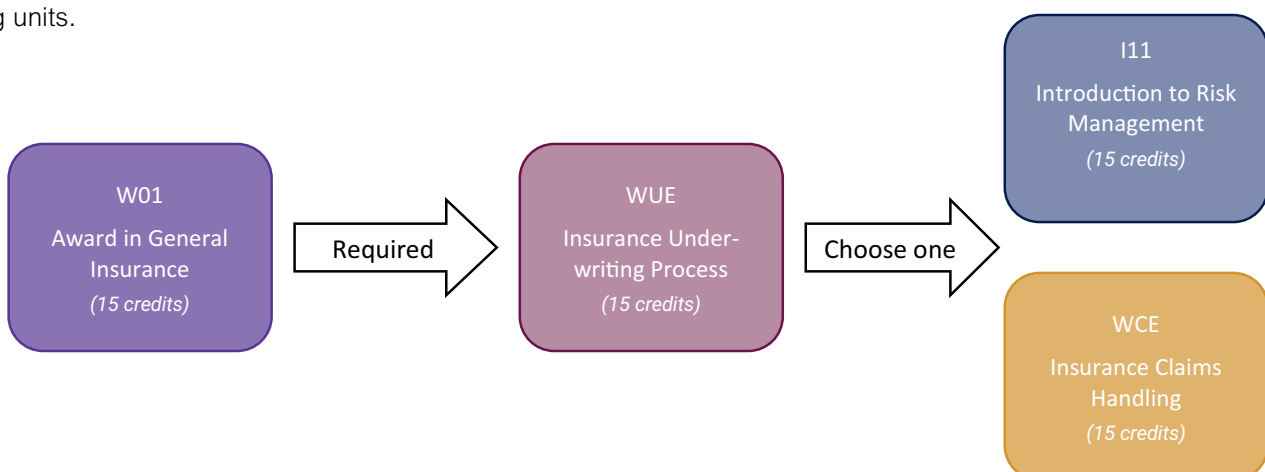 g units.
W01
Award in General
Insurance
(15 credits)
Required
WUE
Insurance Under-
writing Process
(15 credits)
Choose one
I11
Introduction to Risk
Management
(15 credits)
WCE
Insurance Claims
Handling
(15 credits)